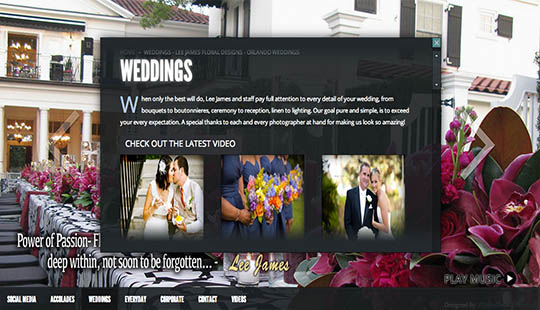 HOME » WEDDINGS - LEE JAMES FLORAL DESIGNS - ORLANDO WEDDINGS
WEDDINGS
When only the best will do, Lee James and staff pay full attention to every detail of your wedding, from
bouquets to boutonnieres, ceremony to reception, linen to lighting. Our goal pure and simple, is to exceed
your every expectation. A special thanks to each and every photographer at hand for making us look so amazing!
CHECK OUT THE LATEST VIDEO
Power of Passion- Fl
deep within, not soon to be forgotten...
Lee James
PLAY MUSIC
SOCIAL MEDIA ACCOLADES WEDDINGS EVERYDAY CORPORATE CONTACT VIDEOS
Designed by